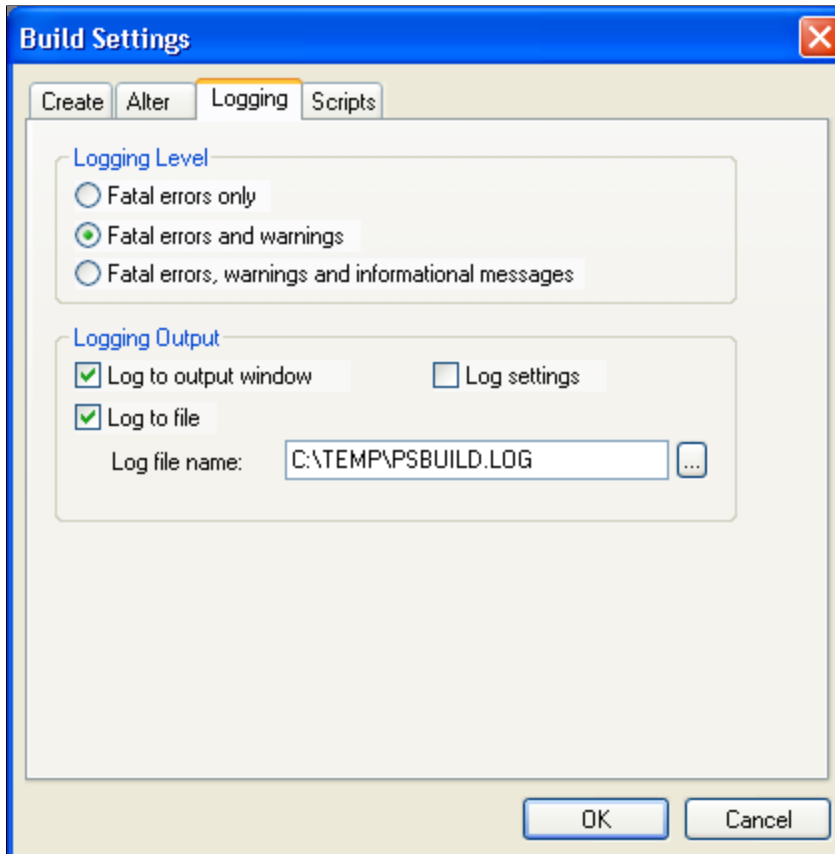 Build Settings
Create Alter Logging Scripts
Logging Level
Fatal errors only
Fatal errors and warnings
Fatal errors, warnings and informational messages
Logging Output
Log to output window Log settings
Log to file
Log file name: C:\TEMP\PSBUILD.LOG ...
OK Cancel